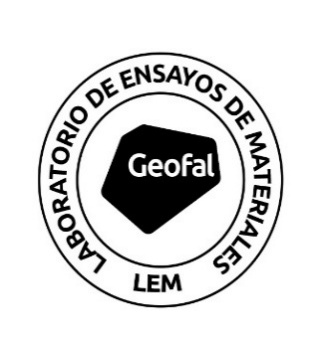 LABORATORIO DE ENSAYOS DE MATERIALES
Geofal
LEM